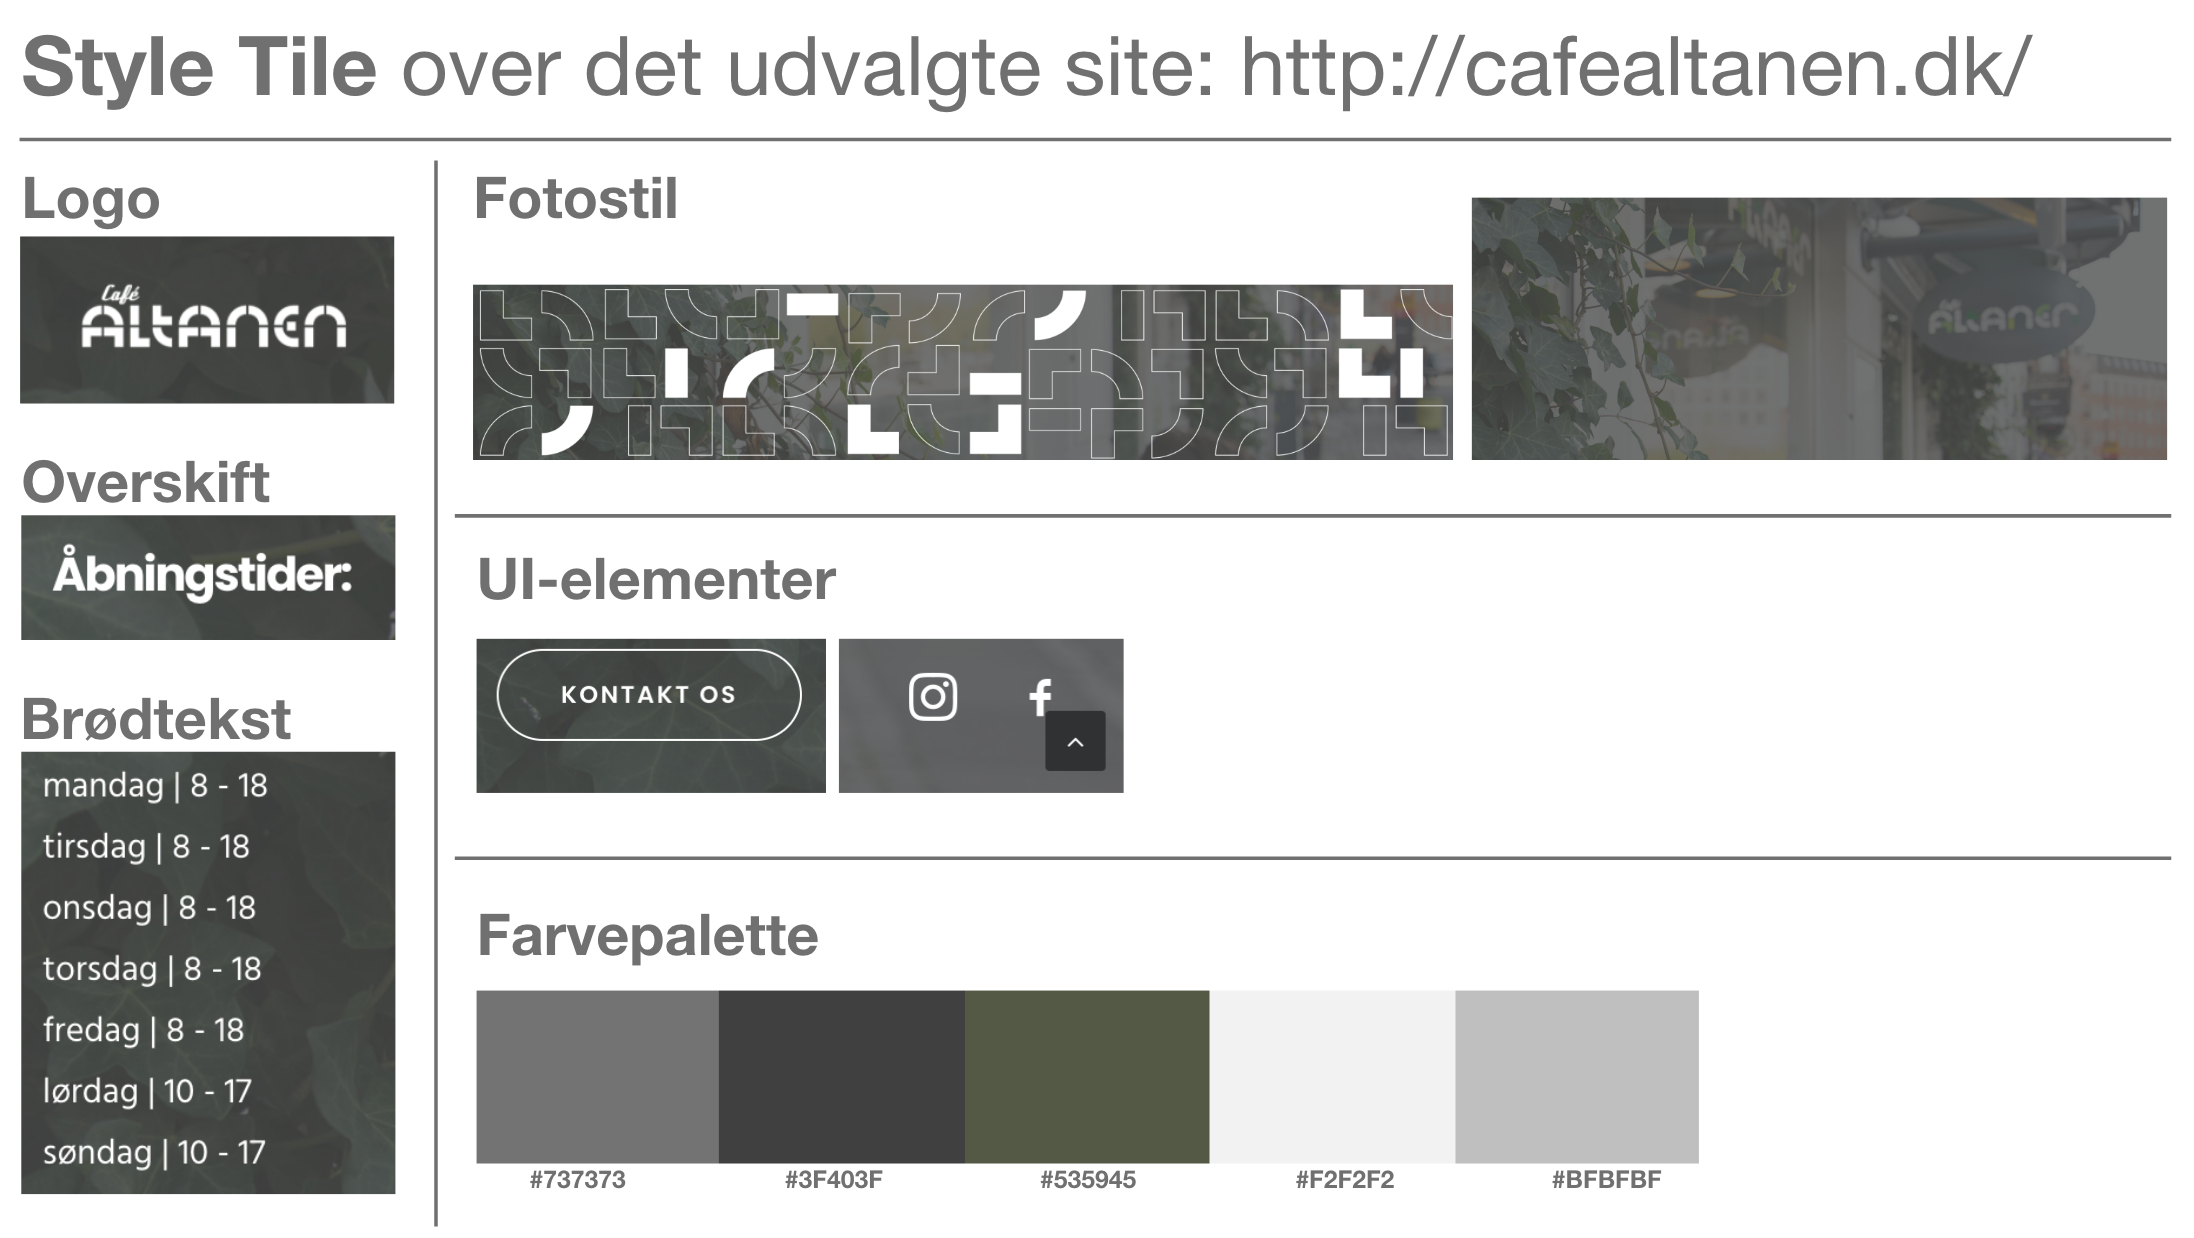 Style Tile over det udvalgte site: http://cafealtanen.dk/
Logo
Café
ALtANEN
Overskift
Åbningstider:
Brødtekst
mandag | 8 - 18
tirsdag | 8 - 18
onsdag | 8 - 18
torsdag | 8 - 18
fredag | 8 - 18
lørdag | 10 - 17
søndag | 10 - 17
Fotostil
ALtANEN
UI-elementer
KONTAKT OS
Farvepalette
#737373
#3F403F
#535945
#F2F2F2
#BFBFBF